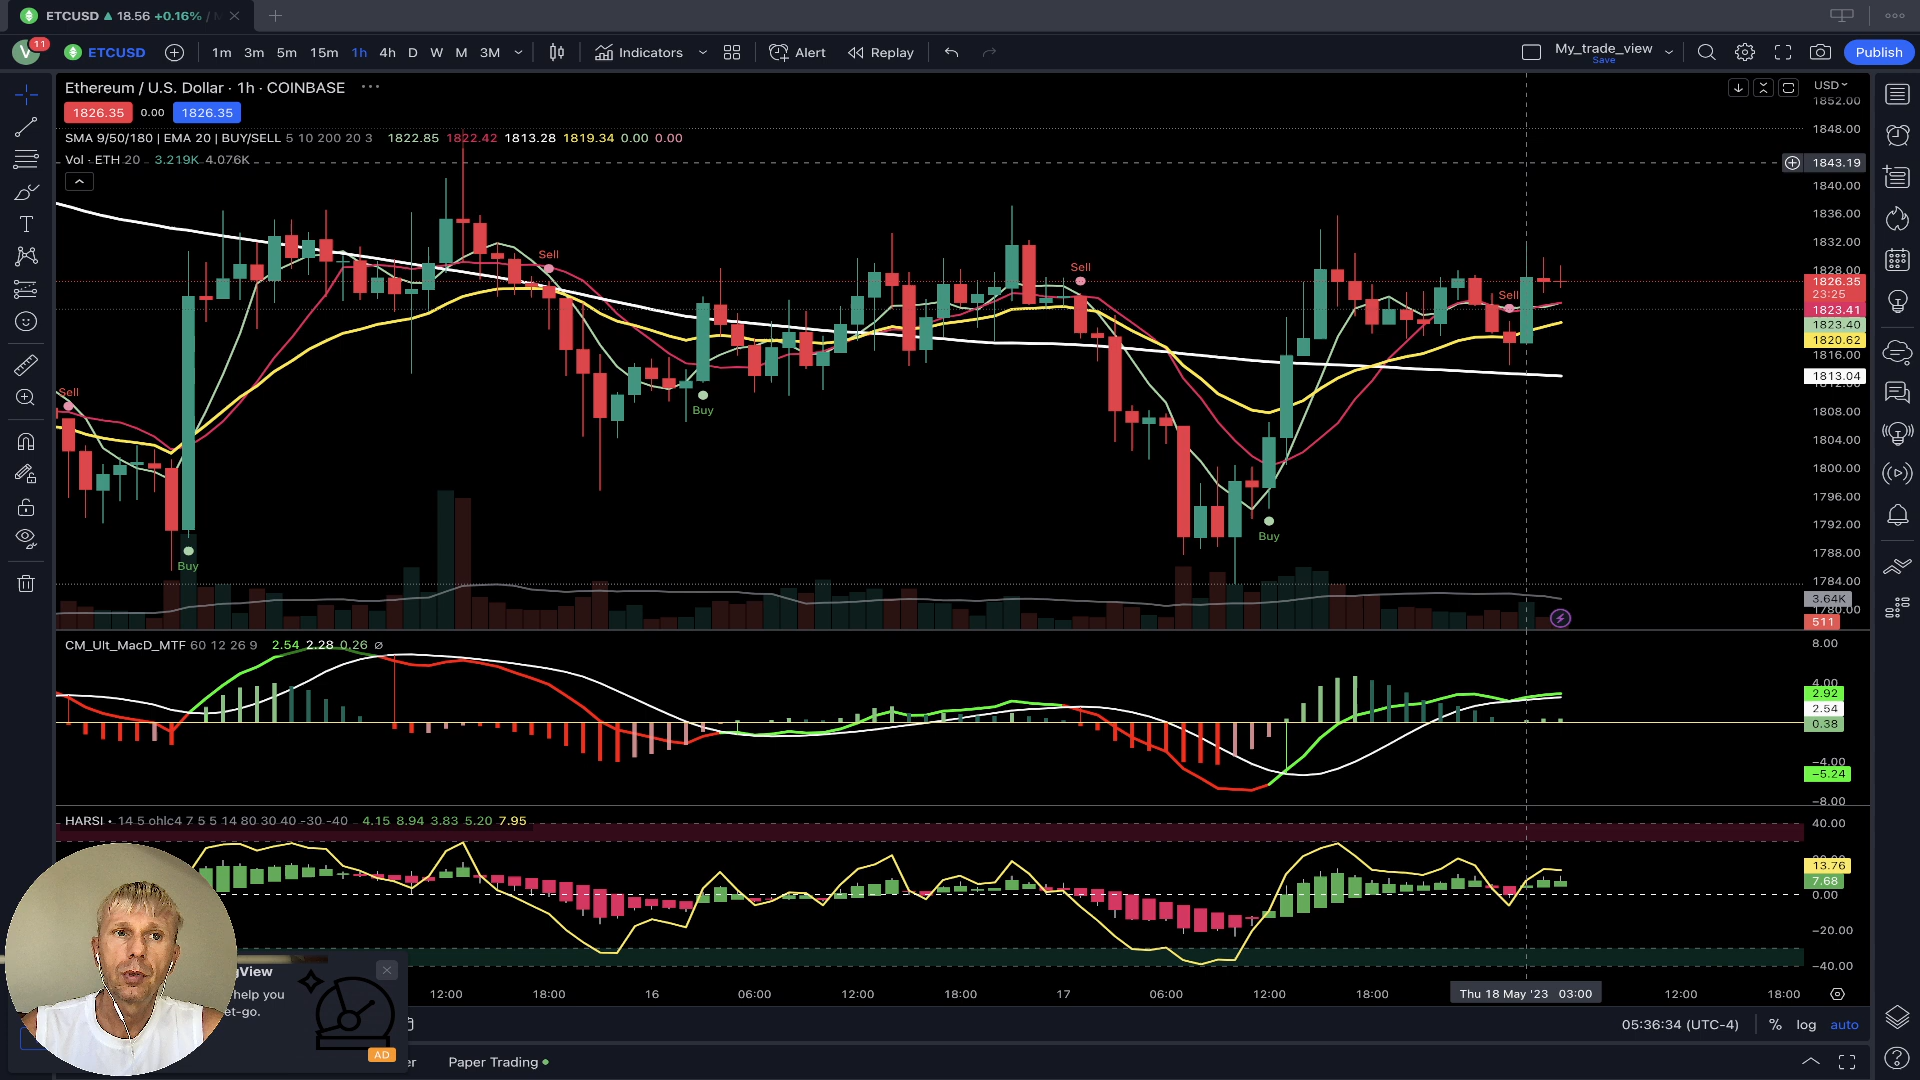 ETCUSD ▲ 18.56 +0.16% /
V 11 ETCUSD 1m 3m 5m 15m 1h 4h D W M 3M Indicators Alert Replay My_trade_view Publish
Save
Ethereum / U.S. Dollar · 1h · COINBASE ···
1826.35 0.00 1826.35
SMA 9/50/180 | EMA 20 | BUY/SELL 5 10 200 20 3 1822.85 1822.42 1813.28 1819.34 0.00 0.00
Vol · ETH 20 3.219K 4.076K
USD
1852.00
1848.00
1843.19
1840.00
1836.00
1832.00
1828.00
1826.35
23:25
1823.41
1823.40
1820.62
1816.00
1813.04
1812.00
1808.00
1804.00
1800.00
1796.00
1792.00
1788.00
1784.00
3.64K
1780.00
511
Sell
Sell
Sell
Sell
Buy
Buy
Buy
CM_Ult_MacD_MTF 60 12 26 9 2.54 2.28 0.26 ∅
8.00
4.00
2.92
2.54
0.38
−4.00
−5.24
−8.00
HARSI · 14 5 ohlc4 7 5 5 14 80 30 40 -30 -40 4.15 8.94 3.83 5.20 7.95
40.00
13.76
7.68
0.00
−20.00
−40.00
12:00 18:00 16 06:00 12:00 18:00 17 06:00 12:00 18:00 Thu 18 May '23 03:00 12:00 18:00
gView
help you
et-go.
AD
05:36:34 (UTC-4) % log auto
er Paper Trading